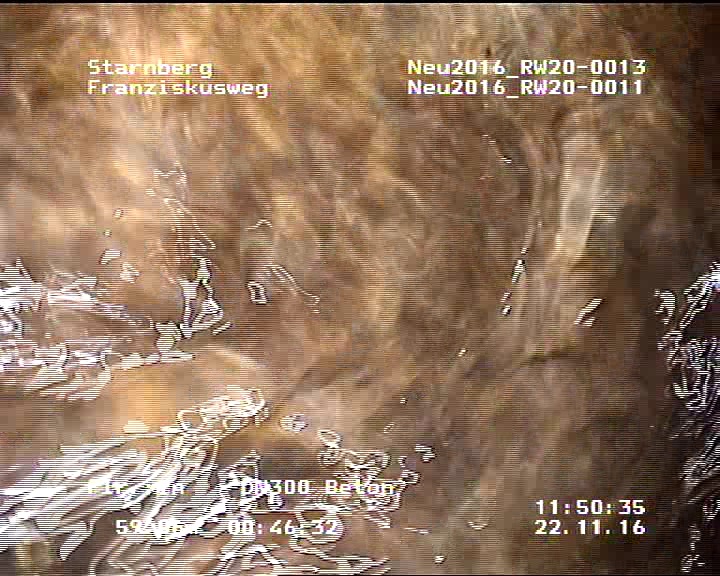 Starnberg
Franziskusweg
Neu2016_RW20-0013
Neu2016_RW20-0011
DN300 Beton
00:46:32
11:50:35
22.11.16